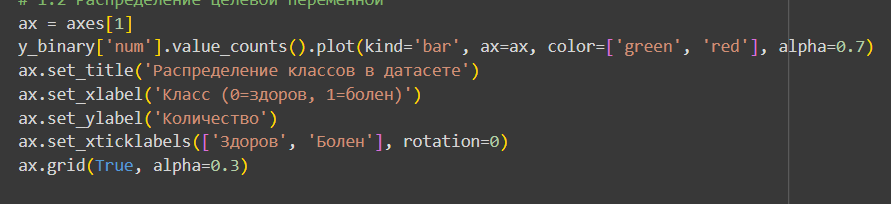 # 1.2 Распределение целевой переменной
ax = axes[1]
y_binary['num'].value_counts().plot(kind='bar', ax=ax, color=['green', 'red'], alpha=0.7)
ax.set_title('Распределение классов в датасете')
ax.set_xlabel('Класс (0=здоров, 1=болен)')
ax.set_ylabel('Количество')
ax.set_xticklabels(['Здоров', 'Болен'], rotation=0)
ax.grid(True, alpha=0.3)